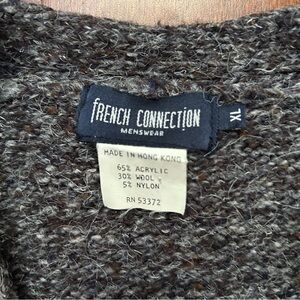 fRENCH CONNECTION
MENSWEAR
XL
MADE IN HONG KONG
65% ACRYLIC
30% WOOL
5% NYLON
RN 53372